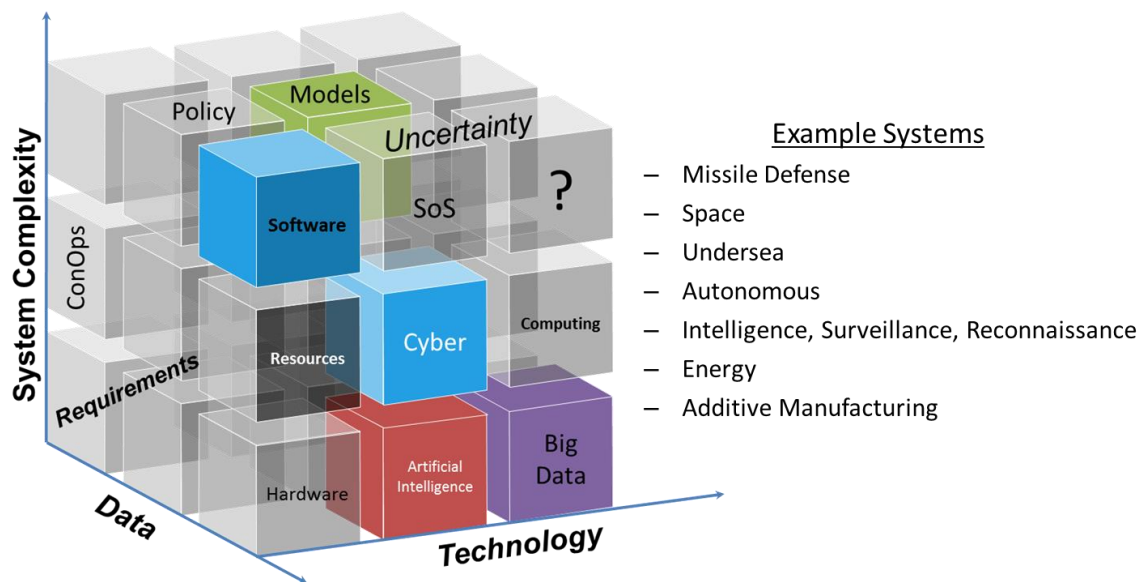 System Complexity
Data
Technology
Policy
Models
Uncertainty
SoS
?
Software
ConOps
Cyber
Computing
Resources
Requirements
Hardware
Artificial
Intelligence
Big
Data
Example Systems
– Missile Defense
– Space
– Undersea
– Autonomous
– Intelligence, Surveillance, Reconnaissance
– Energy
– Additive Manufacturing